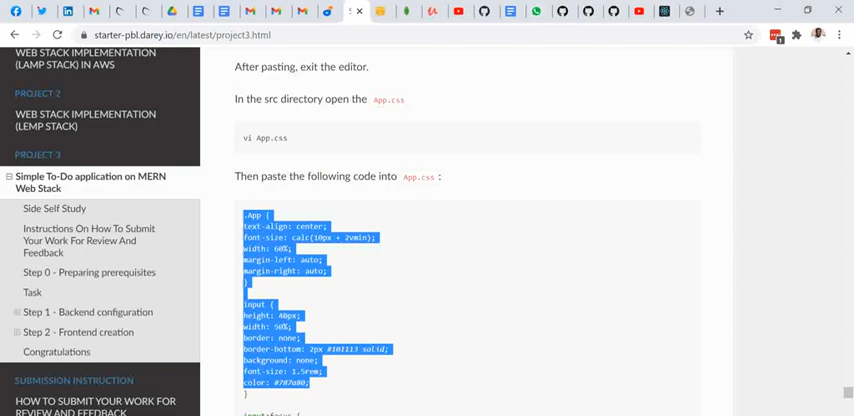 starter-pbl.darey.io/en/latest/project3.html
WEB STACK IMPLEMENTATION
(LAMP STACK) IN AWS
PROJECT 2
WEB STACK IMPLEMENTATION
(LEMP STACK)
PROJECT 3
Simple To-Do application on MERN
Web Stack
Side Self Study
Instructions On How To Submit
Your Work For Review And
Feedback
Step 0 - Preparing prerequisites
Task
Step 1 - Backend configuration
Step 2 - Frontend creation
Congratulations
SUBMISSION INSTRUCTION
HOW TO SUBMIT YOUR WORK FOR
REVIEW AND FEEDBACK
After pasting, exit the editor.
In the src directory open the App.css
vi App.css
Then paste the following code into App.css :
.App {
text-align: center;
font-size: calc(10px + 2vmin);
width: 60%;
margin-left: auto;
margin-right: auto;
}
input {
height: 40px;
width: 50%;
border: none;
border-bottom: 2px #101113 solid;
background: none;
font-size: 1.5rem;
color: #787a80;
}
input:focus {